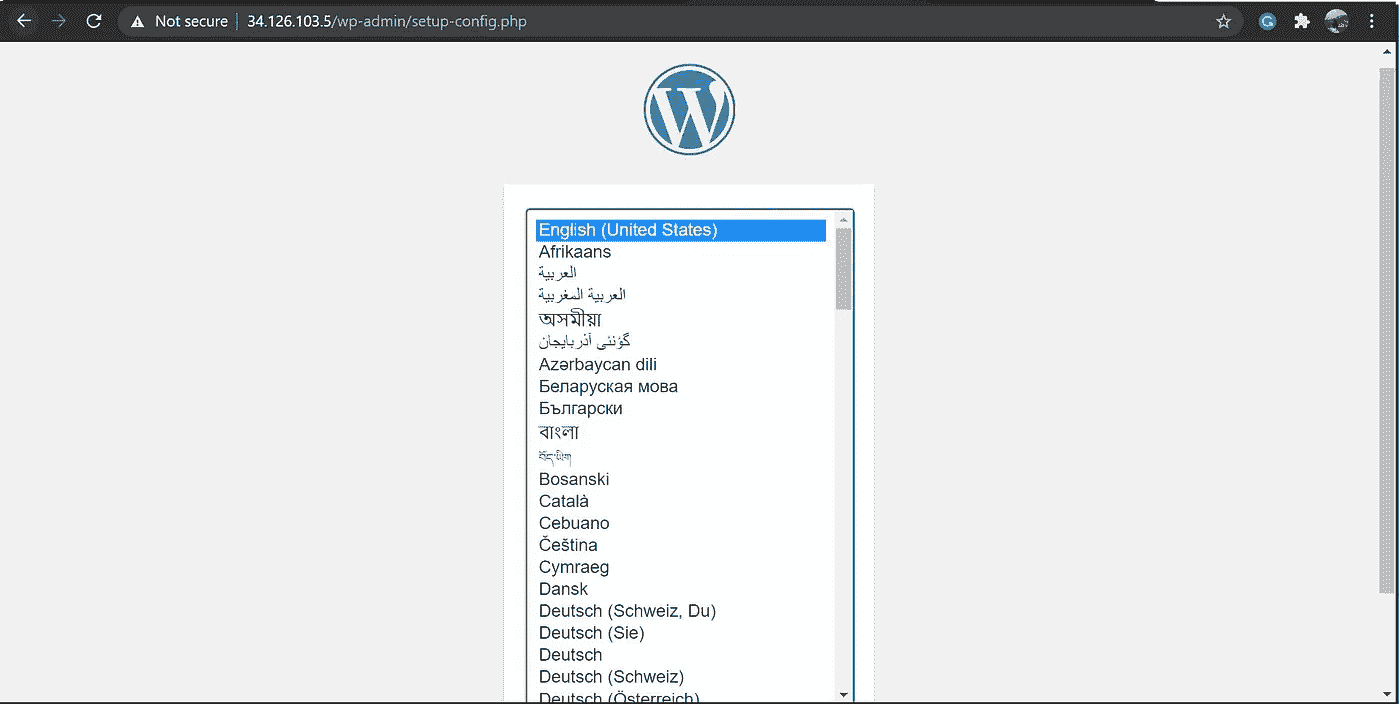 Not secure | 34.126.103.5/wp-admin/setup-config.php
English (United States)
Afrikaans
العربية
العربية المغربية
অসমীয়া
گؤنئی آذربایجان
Azərbaycan dili
Беларуская мова
Български
বাংলা
བོད་ཡིག
Bosanski
Català
Cebuano
Čeština
Cymraeg
Dansk
Deutsch (Schweiz, Du)
Deutsch (Sie)
Deutsch
Deutsch (Schweiz)
Deutsch (Österreich)